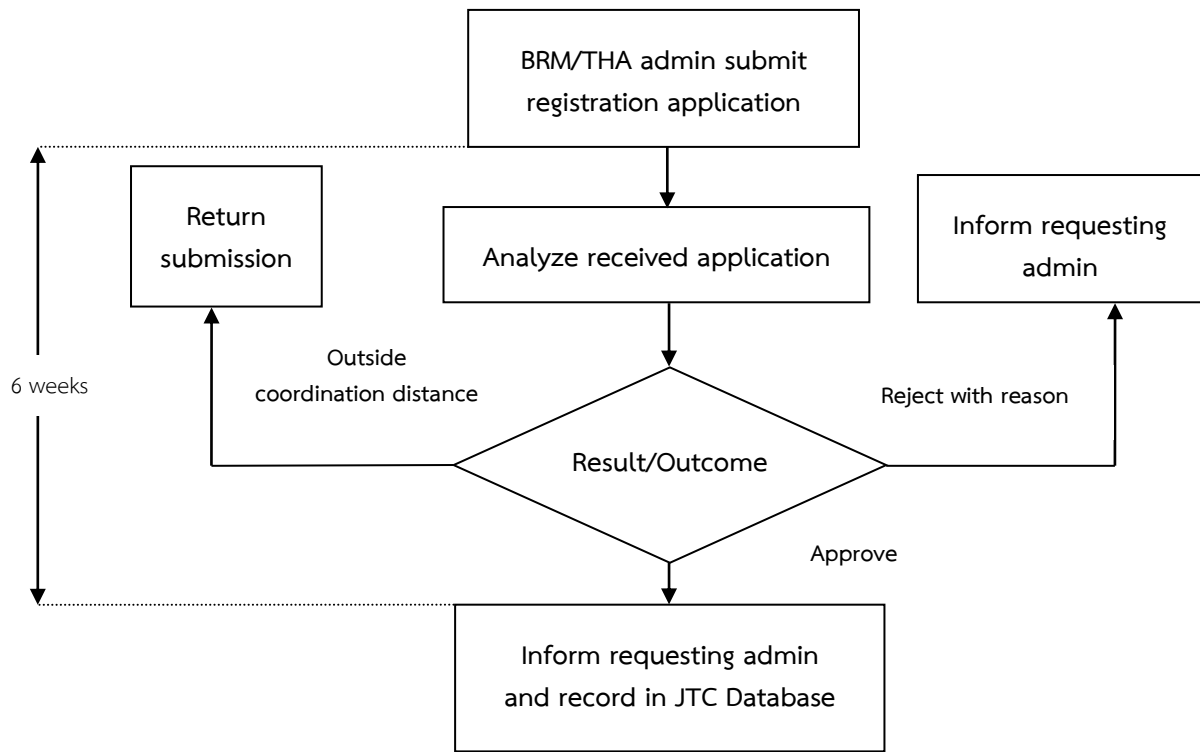 BRM/THA admin submit
registration application
Return
submission
Analyze received application
Inform requesting
admin
Outside
coordination distance
6 weeks
Reject with reason
Result/Outcome
Approve
Inform requesting admin
and record in JTC Database